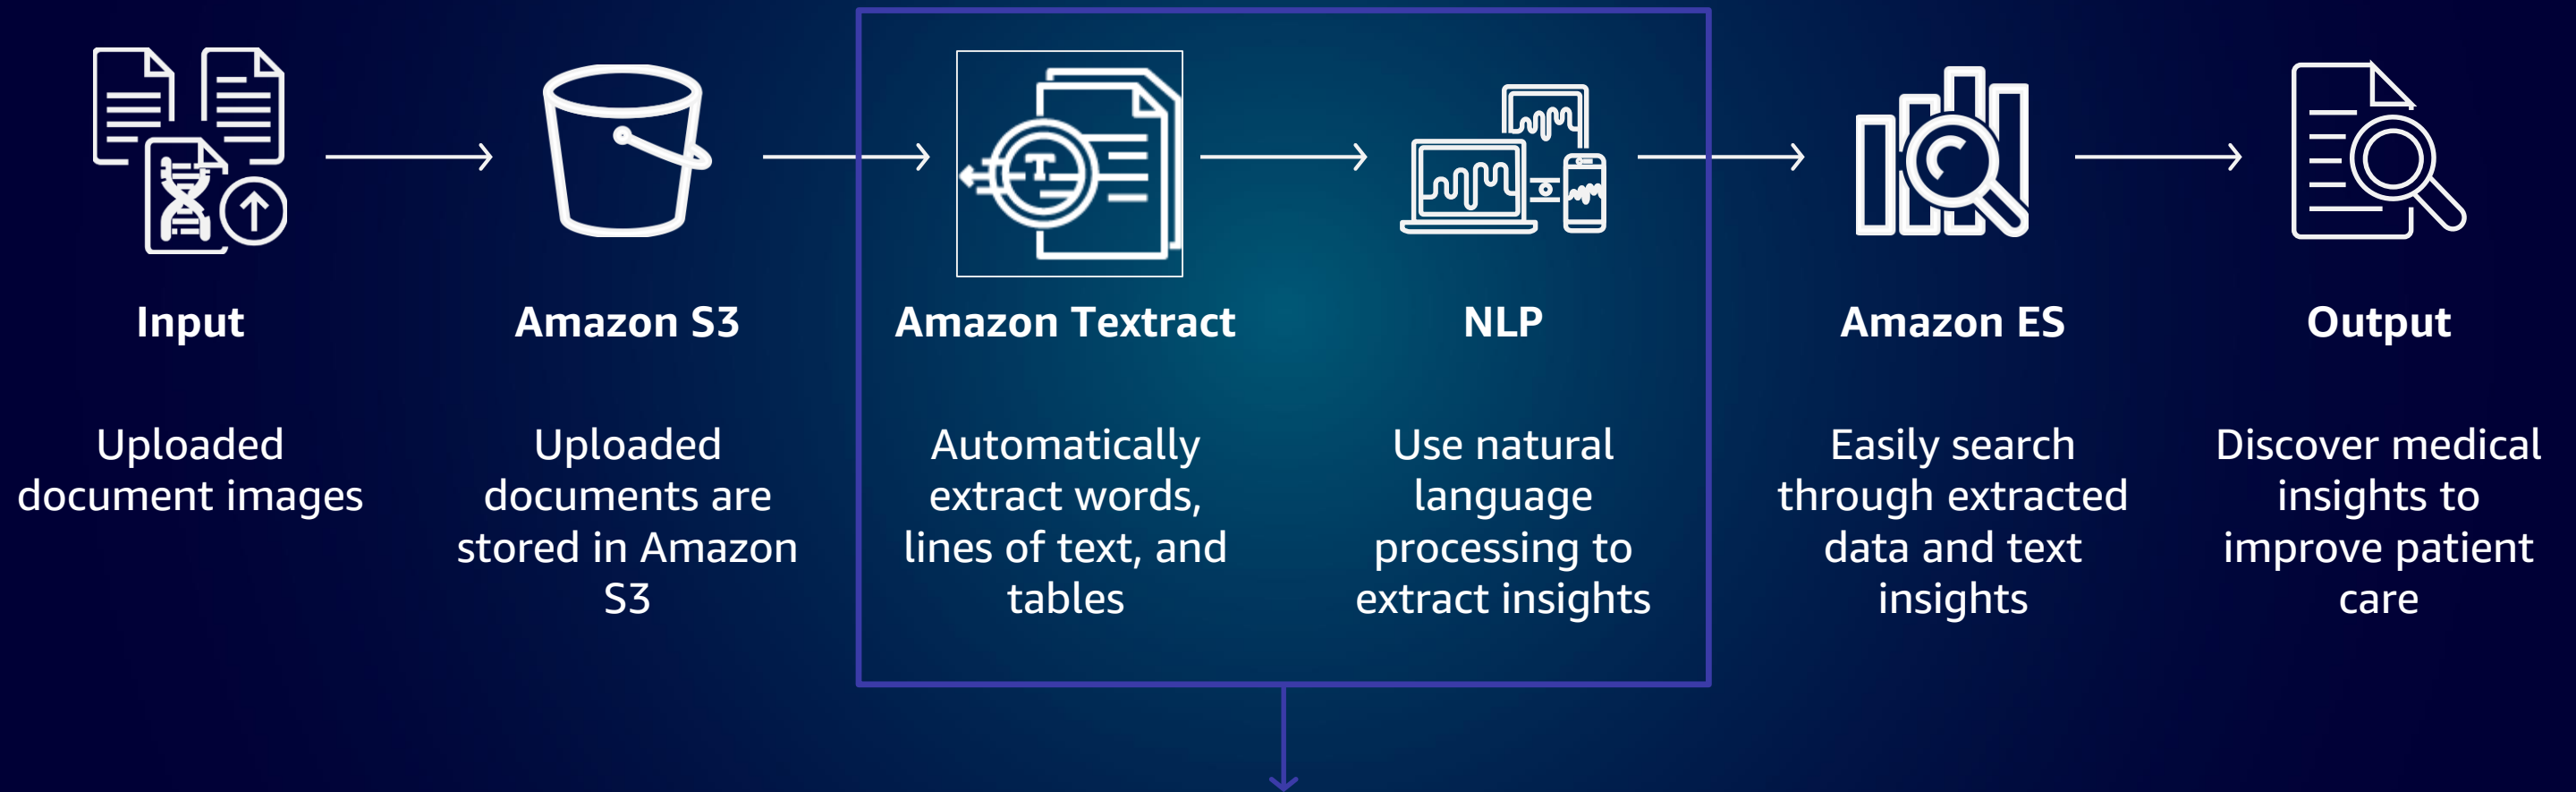 Input
Uploaded
document images
Amazon S3
Uploaded
documents are
stored in Amazon
S3
T
Amazon Textract
Automatically
extract words,
lines of text, and
tables
NLP
Use natural
language
processing to
extract insights
Amazon ES
Easily search
through extracted
data and text
insights
Output
Discover medical
insights to
improve patient
care